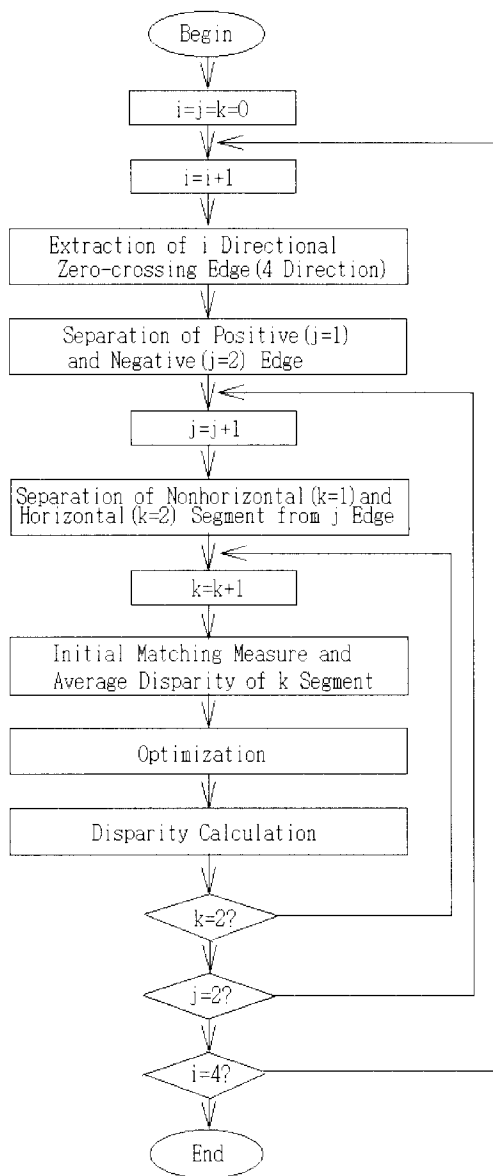 Begin
i=j=k=0
i=i+1
Extraction of i Directional
Zero-crossing Edge(4 Direction)
Separation of Positive(j=1)
and Negative(j=2) Edge
j=j+1
Separation of Nonhorizontal(k=1)and
Horizontal(k=2) Segment from j Edge
k=k+1
Initial Matching Measure and
Average Disparity of k Segment
Optimization
Disparity Calculation
k=2?
j=2?
i=4?
End